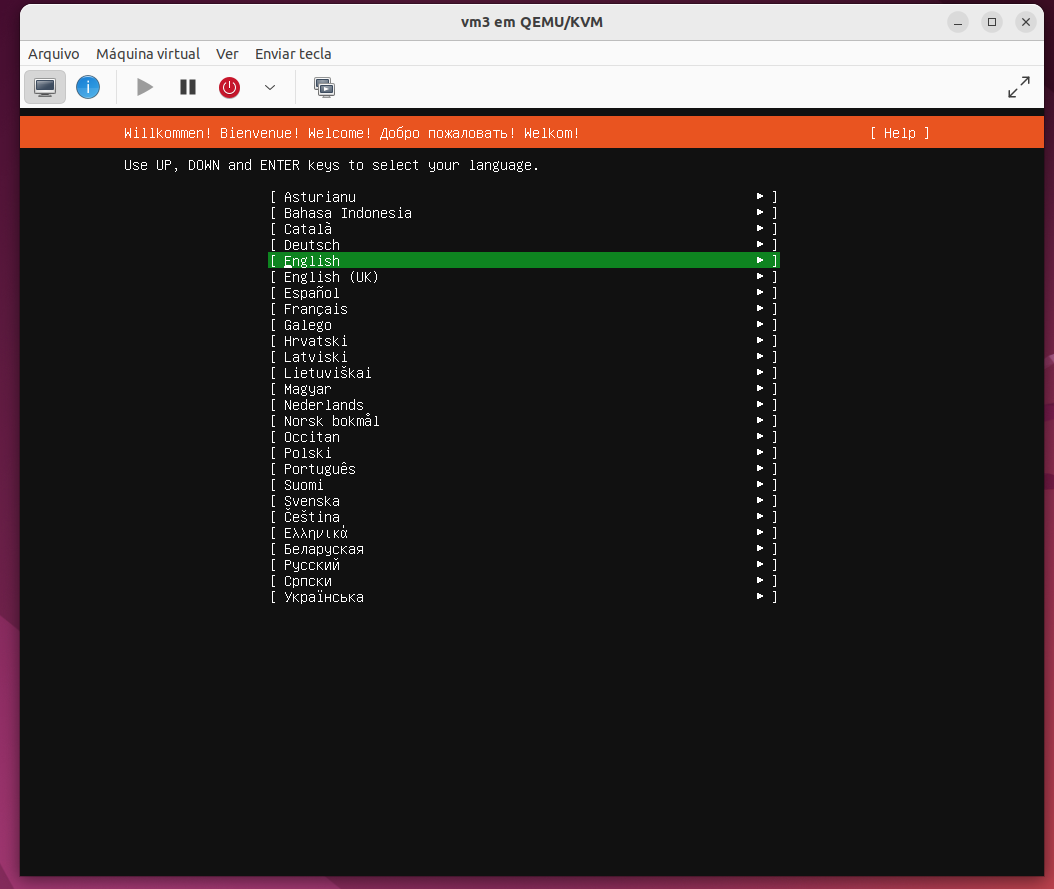 vm3 em QEMU/KVM
Arquivo Máquina virtual Ver Enviar tecla
Willkommen! Bienvenue! Welcome! Добро пожаловать! Welkom! [ Help ]
Use UP, DOWN and ENTER keys to select your language.
[ Asturianu ► ]
[ Bahasa Indonesia ► ]
[ Català ► ]
[ Deutsch ► ]
[ English ► ]
[ English (UK) ► ]
[ Español ► ]
[ Français ► ]
[ Galego ► ]
[ Hrvatski ► ]
[ Latviski ► ]
[ Lietuviškai ► ]
[ Magyar ► ]
[ Nederlands ► ]
[ Norsk bokmål ► ]
[ Occitan ► ]
[ Polski ► ]
[ Português ► ]
[ Suomi ► ]
[ Svenska ► ]
[ Čeština ► ]
[ Ελληνικά ► ]
[ Беларуская ► ]
[ Русский ► ]
[ Српски ► ]
[ Українська ► ]